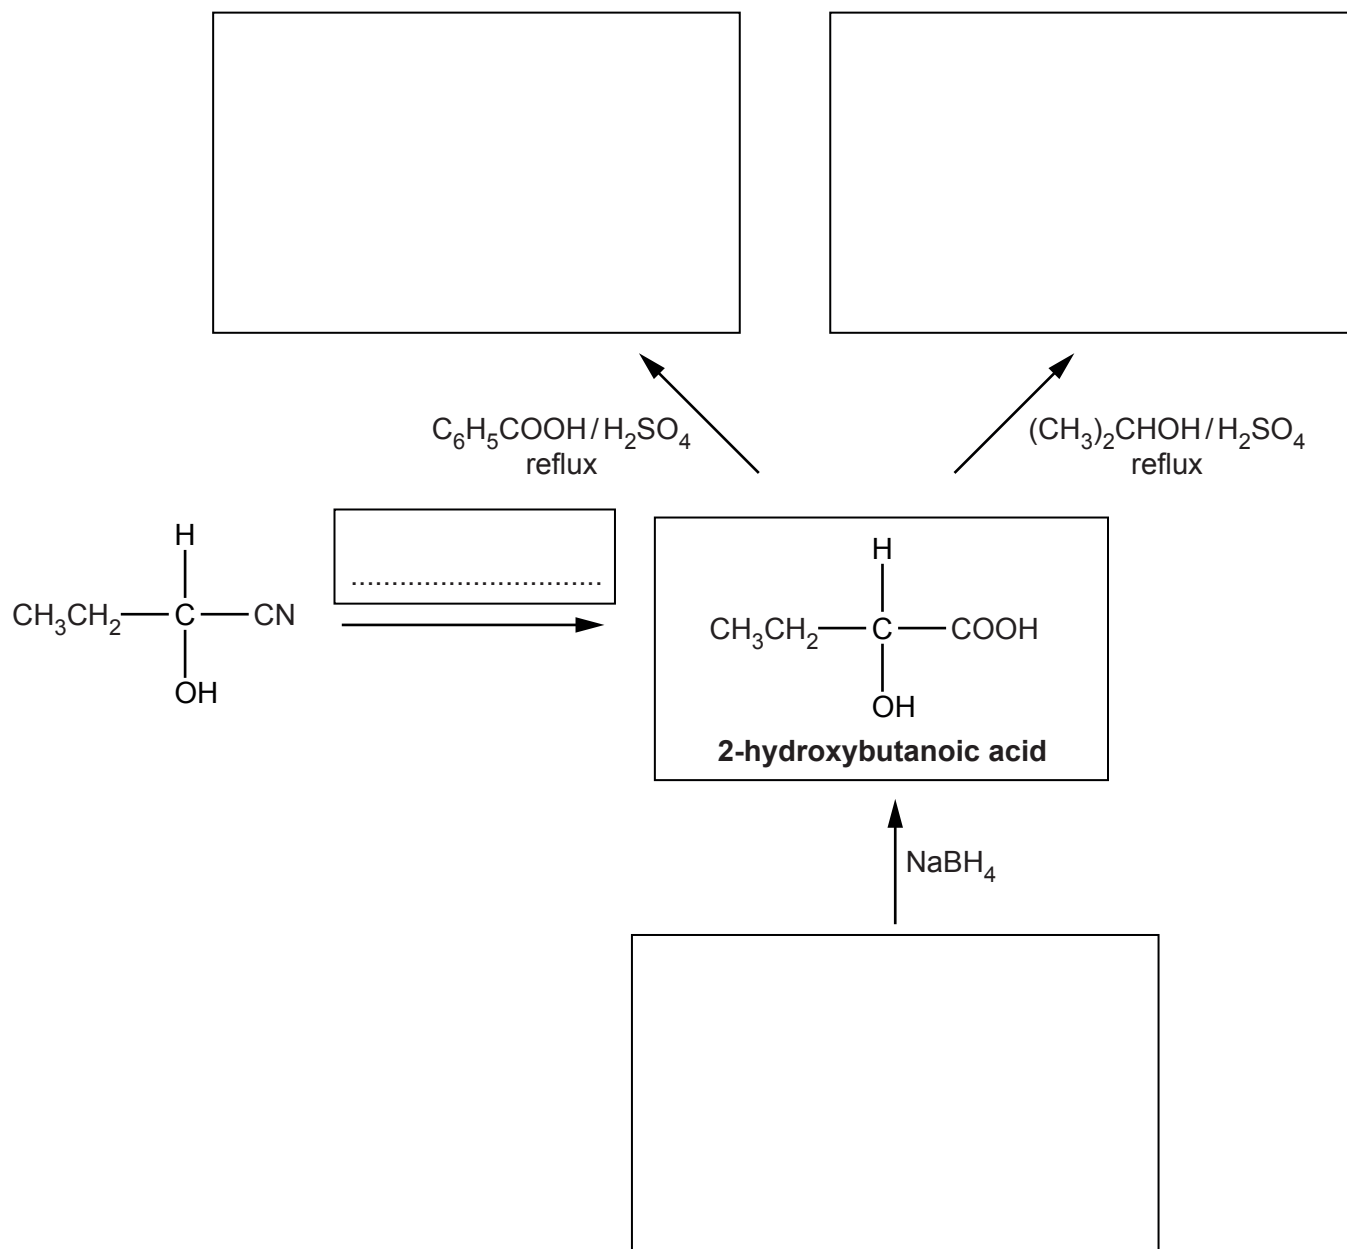 C₆H₅COOH/H₂SO₄
reflux
(CH₃)₂CHOH/H₂SO₄
reflux
H
CH₃CH₂—C—CN
OH
..............................
H
CH₃CH₂—C—COOH
OH
2-hydroxybutanoic acid
NaBH₄